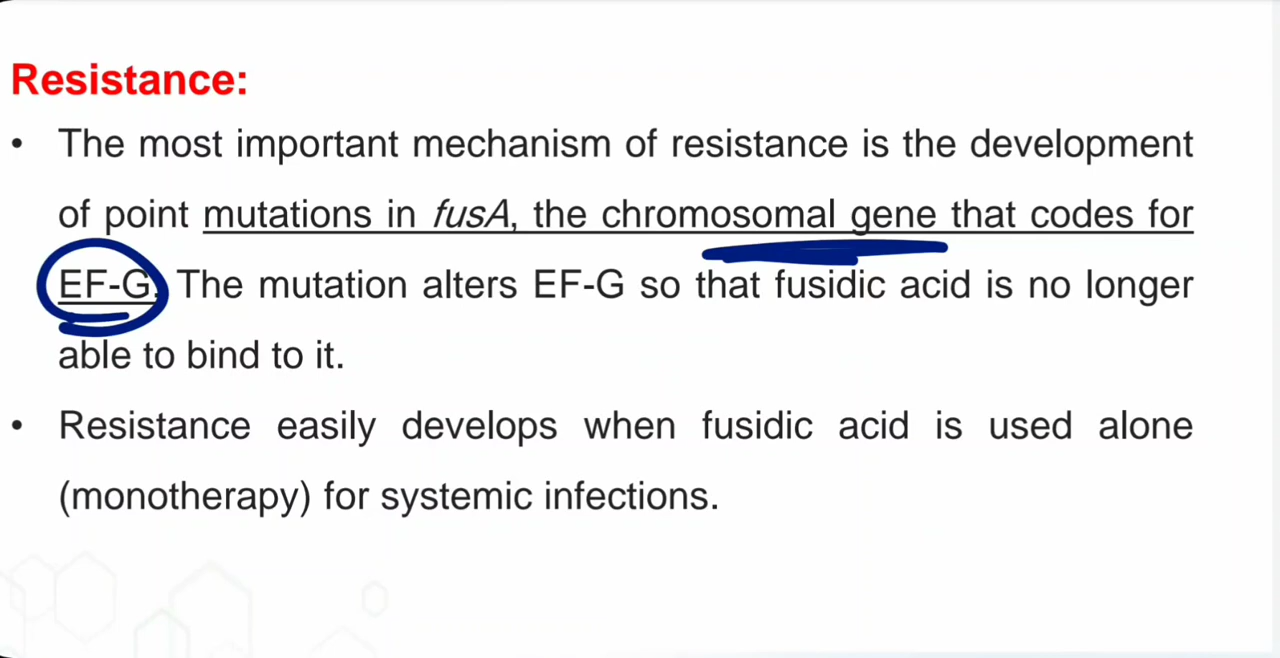 Resistance:
• The most important mechanism of resistance is the development
of point mutations in fusA, the chromosomal gene that codes for
EF-G. The mutation alters EF-G so that fusidic acid is no longer
able to bind to it.
• Resistance easily develops when fusidic acid is used alone
(monotherapy) for systemic infections.